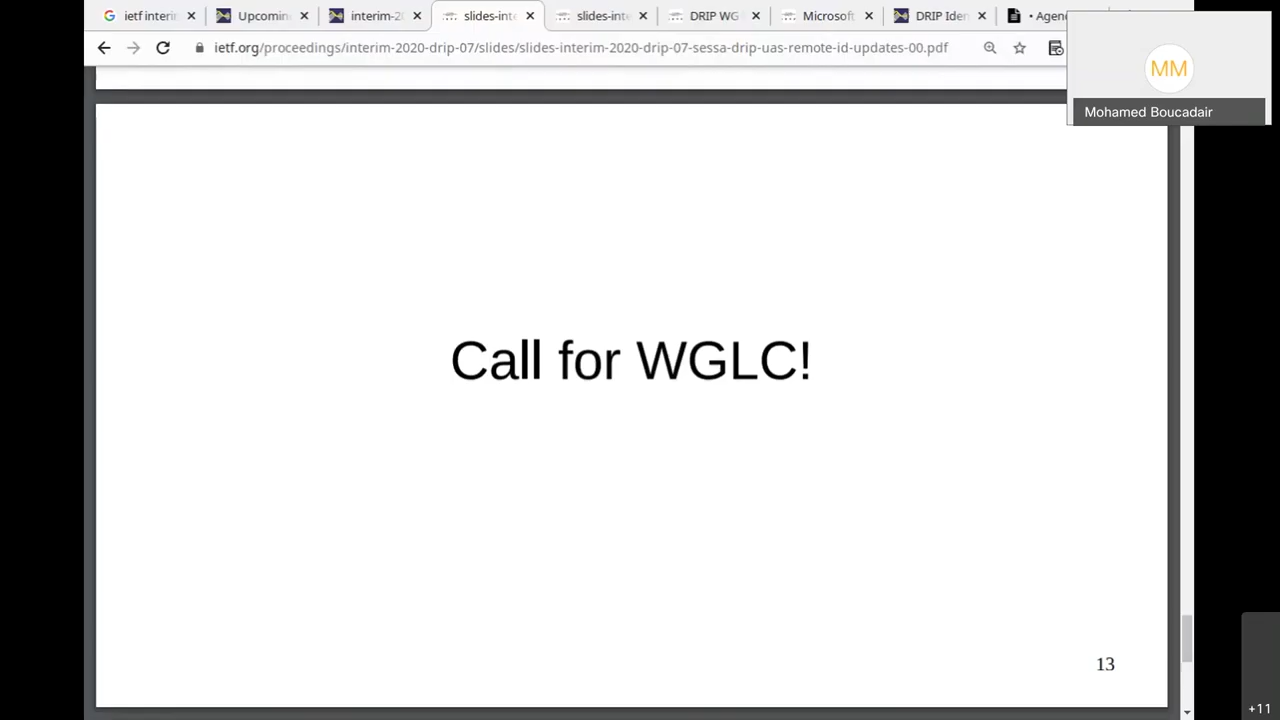 ietf interi
Upcomin
interim-20
slides-inte
slides-inte
DRIP WG
Microsoft
DRIP Iden
• Agen
ietf.org/proceedings/interim-2020-drip-07/slides/slides-interim-2020-drip-07-sessa-drip-uas-remote-id-updates-00.pdf
MM
Mohamed Boucadair
Call for WGLC!
13
+11